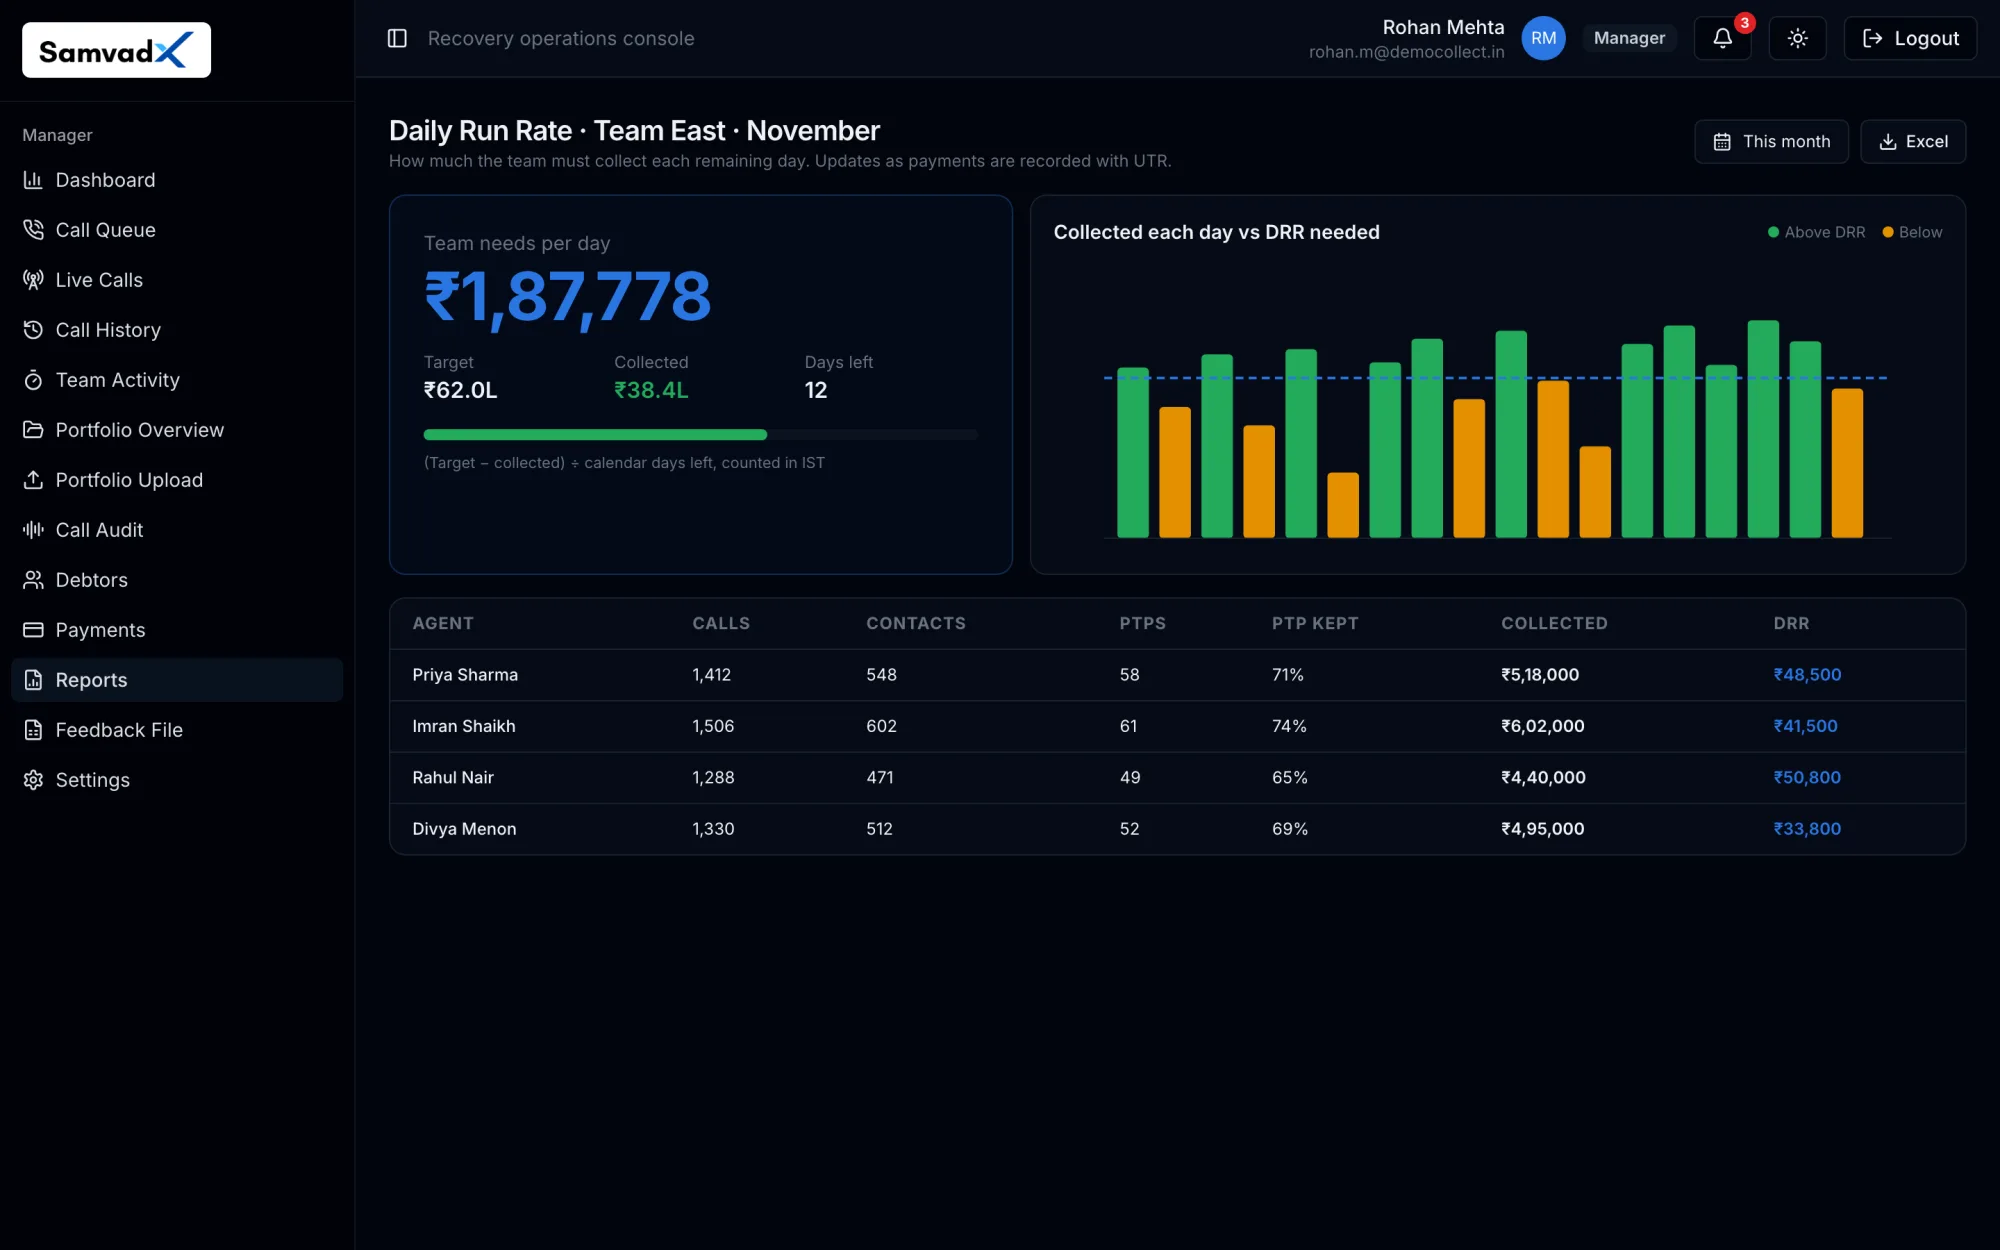 SamvadX
Recovery operations console
Rohan Mehta
rohan.m@democollect.in
RM
Manager
3
Logout
Manager
Dashboard
Call Queue
Live Calls
Call History
Team Activity
Portfolio Overview
Portfolio Upload
Call Audit
Debtors
Payments
Reports
Feedback File
Settings
Daily Run Rate · Team East · November
How much the team must collect each remaining day. Updates as payments are recorded with UTR.
This month
Excel
Team needs per day
₹1,87,778
Target Collected Days left
₹62.0L ₹38.4L 12
(Target − collected) ÷ calendar days left, counted in IST
Collected each day vs DRR needed
Above DRR Below
AGENT CALLS CONTACTS PTPS PTP KEPT COLLECTED DRR
Priya Sharma 1,412 548 58 71% ₹5,18,000 ₹48,500
Imran Shaikh 1,506 602 61 74% ₹6,02,000 ₹41,500
Rahul Nair 1,288 471 49 65% ₹4,40,000 ₹50,800
Divya Menon 1,330 512 52 69% ₹4,95,000 ₹33,800